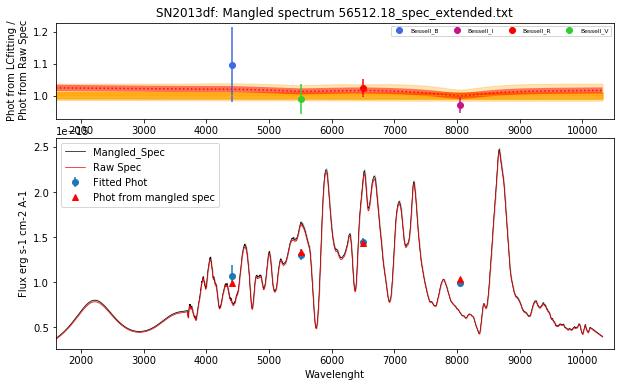 SN2013df: Mangled spectrum 56512.18_spec_extended.txt
Phot from LCfitting /
Phot from Raw Spec
1.2
1.1
1.0
Bessell_B
Bessell_I
Bessell_R
Bessell_V
2000 3000 4000 5000 6000 7000 8000 9000 10000
Flux erg s-1 cm-2 A-1
2.5
2.0
1.5
1.0
0.5
Mangled_Spec
Raw Spec
Fitted Phot
Phot from mangled spec
2000 3000 4000 5000 6000 7000 8000 9000 10000
Wavelenght